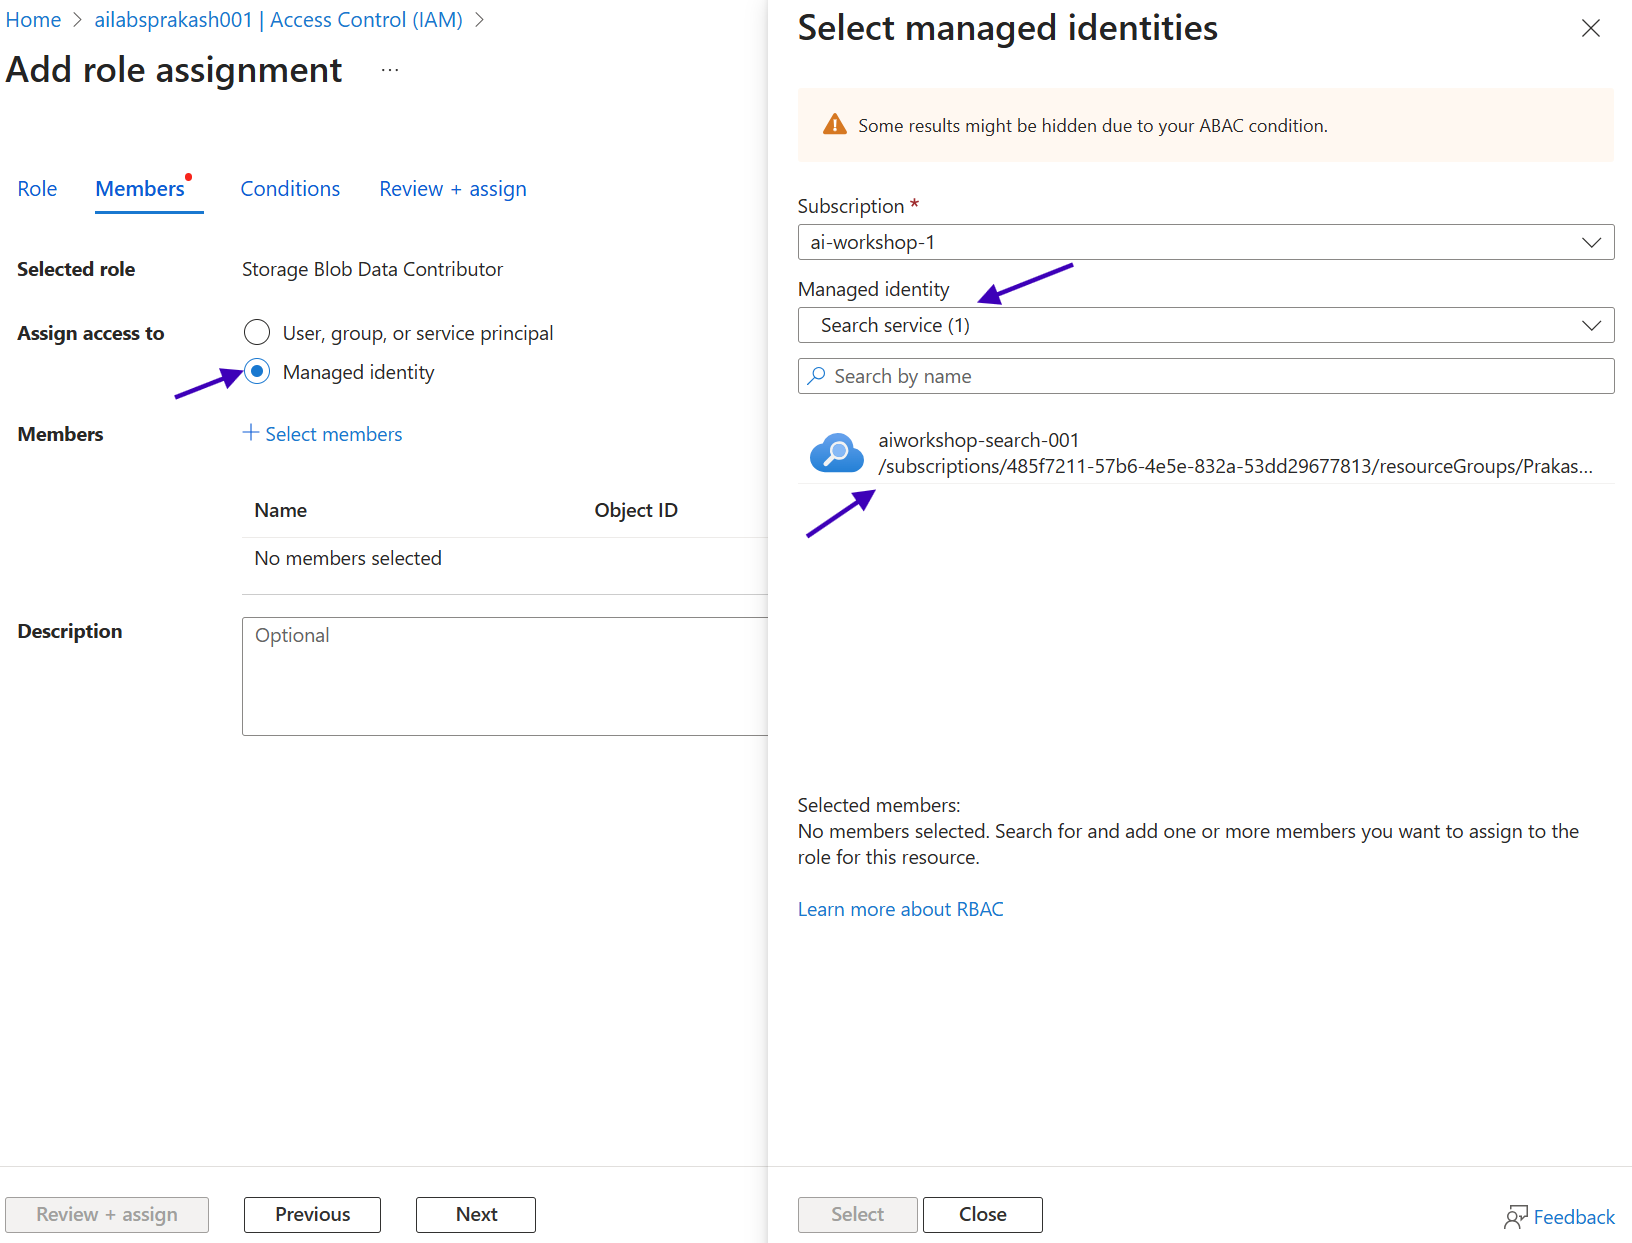 Home > ailabsprakash001 | Access Control (IAM) >
Add role assignment ...
Role Members Conditions Review + assign
Selected role Storage Blob Data Contributor
Assign access to User, group, or service principal
Managed identity
Members + Select members
Name Object ID
No members selected
Description Optional
Review + assign Previous Next
Select managed identities
Some results might be hidden due to your ABAC condition.
Subscription *
ai-workshop-1
Managed identity
Search service (1)
Search by name
aiworkshop-search-001
/subscriptions/485f7211-57b6-4e5e-832a-53dd29677813/resourceGroups/Prakas...
Selected members:
No members selected. Search for and add one or more members you want to assign to the
role for this resource.
Learn more about RBAC
Select Close Feedback